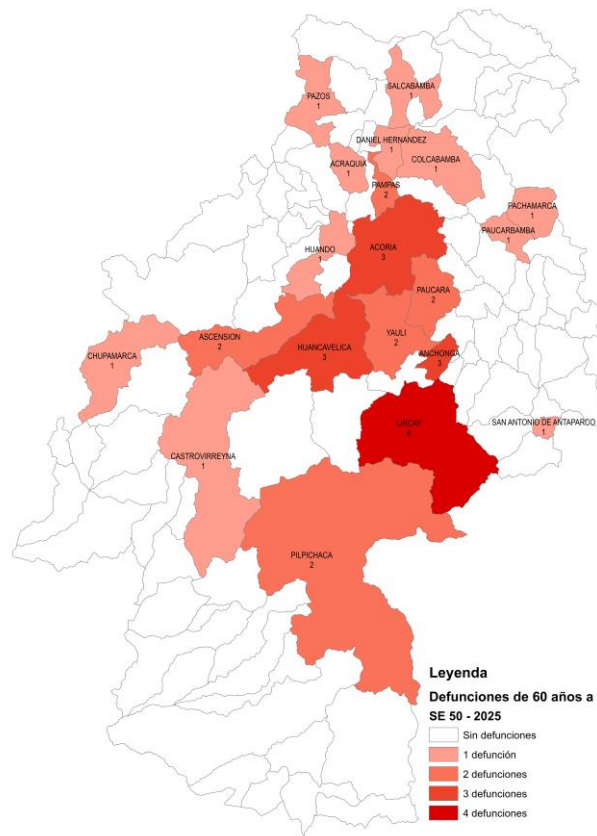 PAZOS
1
SALCABAMBA
1
DANIEL HERNANDEZ
1
COLCABAMBA
1
ACRAQUIA
1
PAMPAS
2
PACHAMARCA
1
PAUCARBAMBA
1
HUANDO
1
ACORIA
3
PAUCARA
2
ASCENSION
2
YAULI
2
HUANCAVELICA
3
ANCHONGA
3
CHUPAMARCA
1
LIRCAY
4
SAN ANTONIO DE ANTAPARCO
1
CASTROVIRREYNA
1
PILPICHACA
2
Leyenda
Defunciones de 60 años a
SE 50 - 2025
Sin defunciones
1 defunción
2 defunciones
3 defunciones
4 defunciones